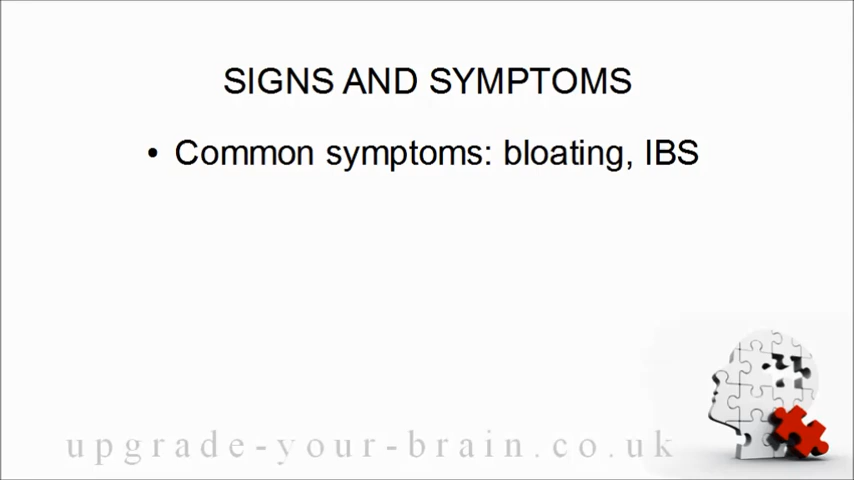 SIGNS AND SYMPTOMS
• Common symptoms: bloating, IBS
upgrade-your-brain.co.uk